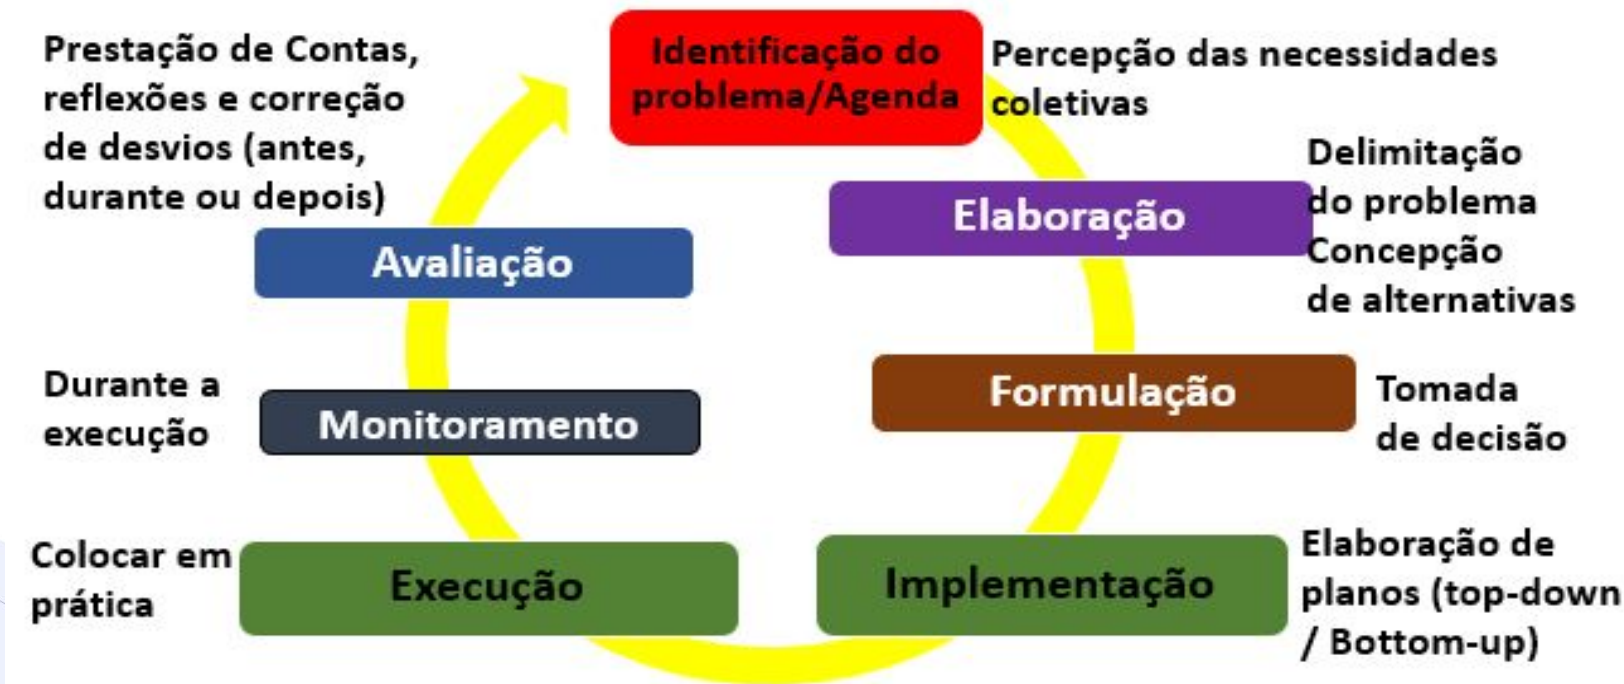 Identificação do
problema/Agenda
Percepção das necessidades
coletivas
Elaboração
Delimitação
do problema
Concepção
de alternativas
Formulação
Tomada
de decisão
Implementação
Elaboração de
planos (top-down
/ Bottom-up)
Execução
Colocar em
prática
Monitoramento
Durante a
execução
Avaliação
Prestação de Contas,
reflexões e correção
de desvios (antes,
durante ou depois)